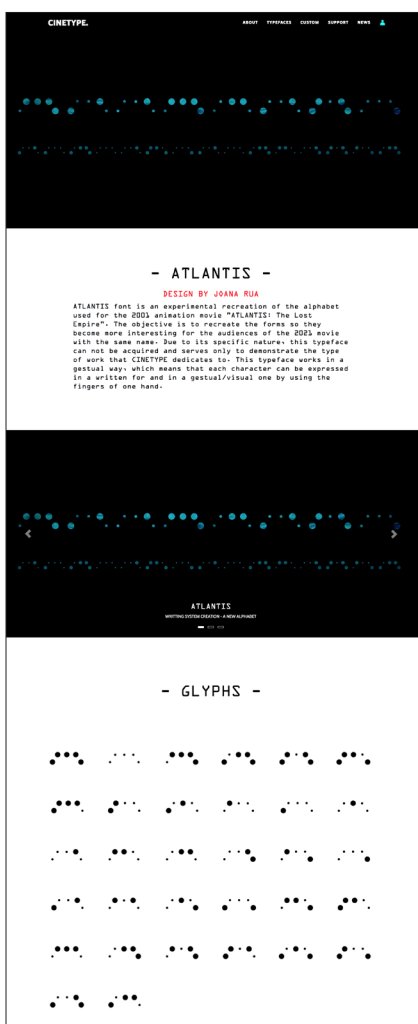 CINETYPE.
ABOUT TYPEFACES CUSTOM SUPPORT NEWS
- ATLANTIS -
DESIGN BY JOANA RUA
ATLANTIS font is an experimental recreation of the alphabet
used for the 2001 animation movie "ATLANTIS: The Lost
Empire". The objective is to recreate the forms so they
become more interesting for the audiences of the 2021 movie
with the same name. Due to its specific nature, this typeface
can not be acquired and serves only to demonstrate the type
of work that CINETYPE dedicates to. This typeface works in a
gestual way, which means that each character can be expressed
in a written for and in a gestual/visual one by using the
fingers of one hand.
ATLANTIS
WRITTING SYSTEM CREATION - A NEW ALPHABET
- GLYPHS -